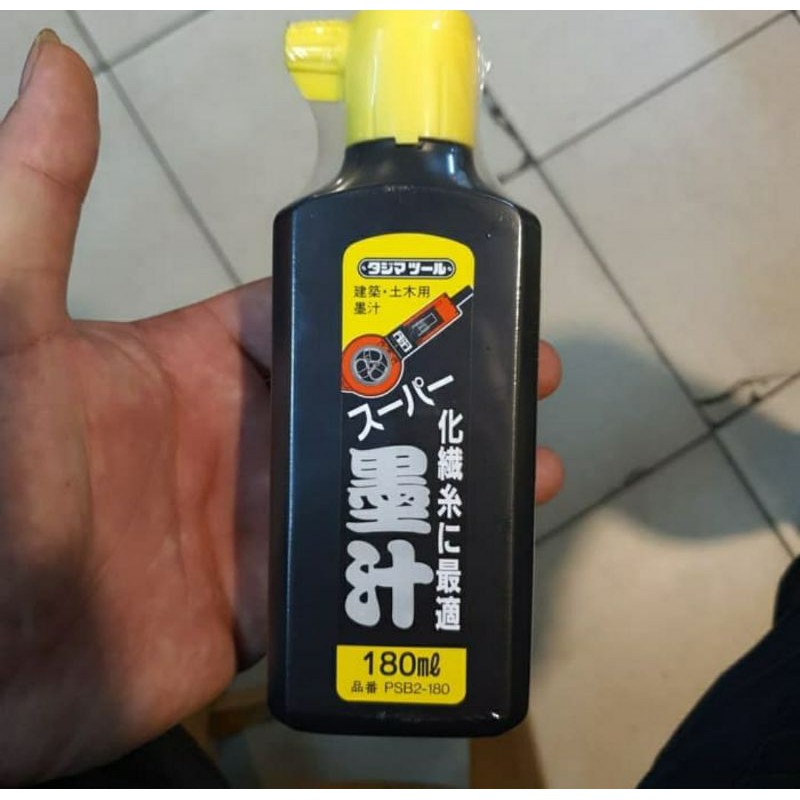 タジマツール
建築・土木用
墨汁
スーパー
墨汁
化繊糸に最適
180ml
品番 PSB2-180